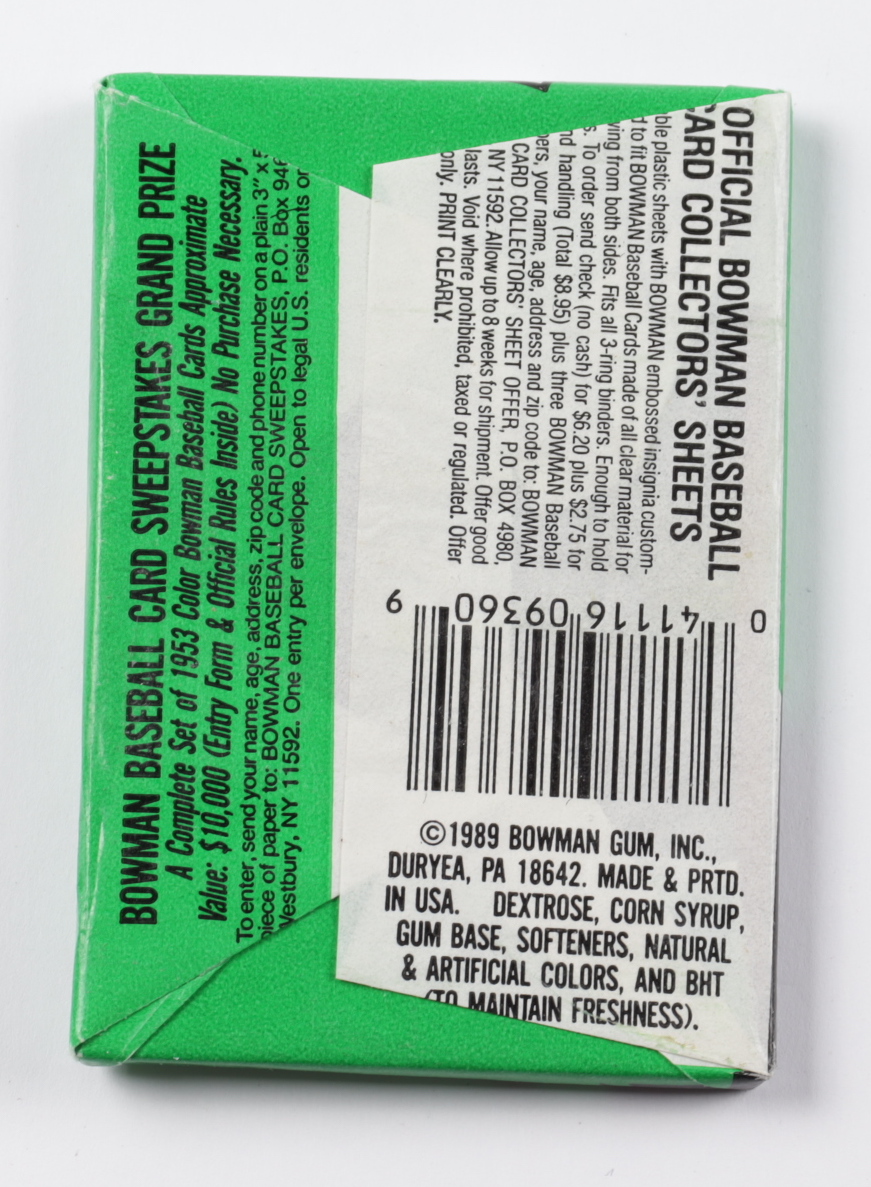 BOWMAN BASEBALL CARD SWEEPSTAKES GRAND PRIZE
A Complete Set of 1953 Color Bowman Baseball Cards Approximate
Value: $10,000 (Entry Form & Official Rules Inside) No Purchase Necessary.
To enter, send your name, age, address, zip code and phone number on a plain 3" x 5
piece of paper to: BOWMAN BASEBALL CARD SWEEPSTAKES, P.O. Box
Westbury, NY 11592. One entry per envelope. Open to legal U.S. residents
OFFICIAL BOWMAN BASEBALL
CARD COLLECTORS' SHEETS
ble plastic sheets with BOWMAN embossed insignia custom-
d to fit BOWMAN Baseball Cards made of all clear material for
ing from both sides. Fits all 3-ring binders. Enough to hold
s. To order send check (no cash) for $6.20 plus $2.75 for
nd handling (Total $8.95) plus three BOWMAN Baseball
pers, your name, age, address and zip code to: BOWMAN
CARD COLLECTORS' SHEET OFFER, P.O. BOX 4980,
NY 11592. Allow up to 8 weeks for shipment. Offer good
lasts. Void where prohibited, taxed or regulated. Offer
only. PRINT CLEARLY.
0 41116 09360 9
©1989 BOWMAN GUM, INC.,
DURYEA, PA 18642. MADE & PRTD.
IN USA. DEXTROSE, CORN SYRUP,
GUM BASE, SOFTENERS, NATURAL
& ARTIFICIAL COLORS, AND BHT
(TO MAINTAIN FRESHNESS).